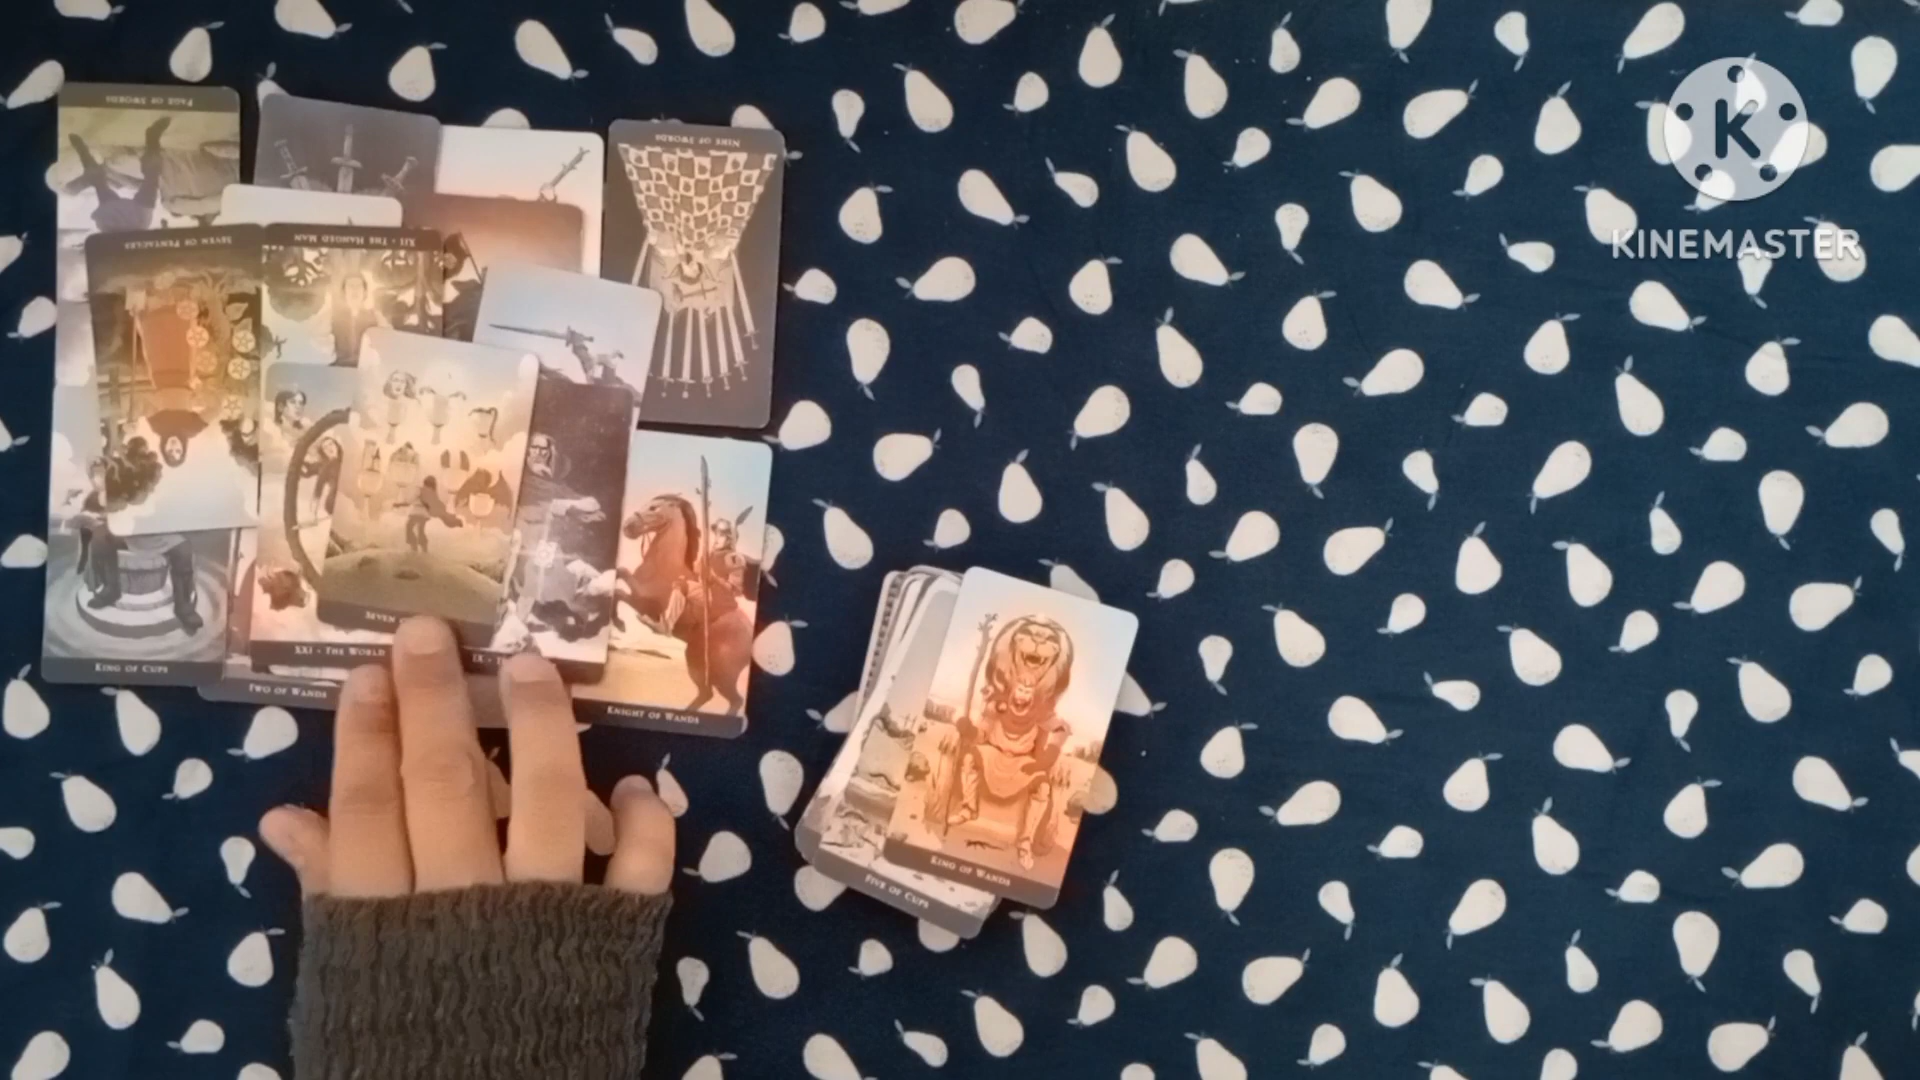 PAGE OF SWORDS
NINE OF SWORDS
SEVEN OF PENTACLES
XII · THE HANGED MAN
K
KINEMASTER
SEVEN
XXI · THE WORLD
IX ·
KING OF CUPS
TWO OF WANDS
KNIGHT OF WANDS
KING OF WANDS
FIVE OF CUPS